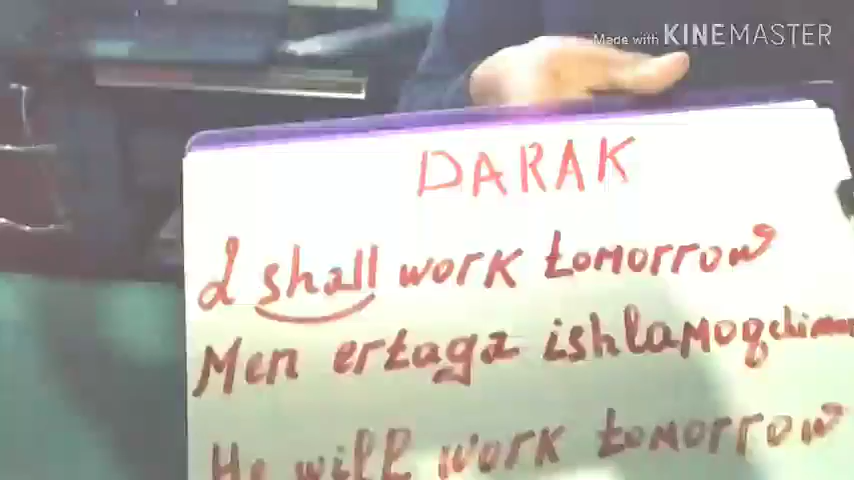 Made with KINEMASTER
DARAK
I shall work tomorrow
Men ertaga ishlamoqchiman
He will work tomorrow